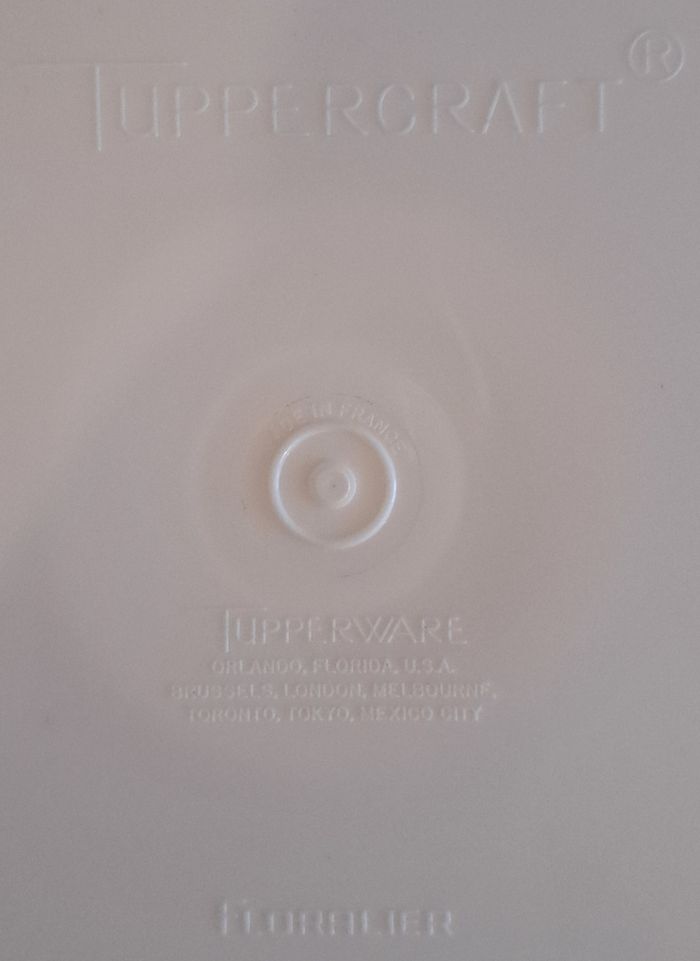 TUPPERCRAFT®
MADE IN FRANCE
TUPPERWARE
ORLANDO, FLORIDA, U.S.A.
BRUSSELS, LONDON, MELBOURNE,
TORONTO, TOKYO, MEXICO CITY
FLORALIER